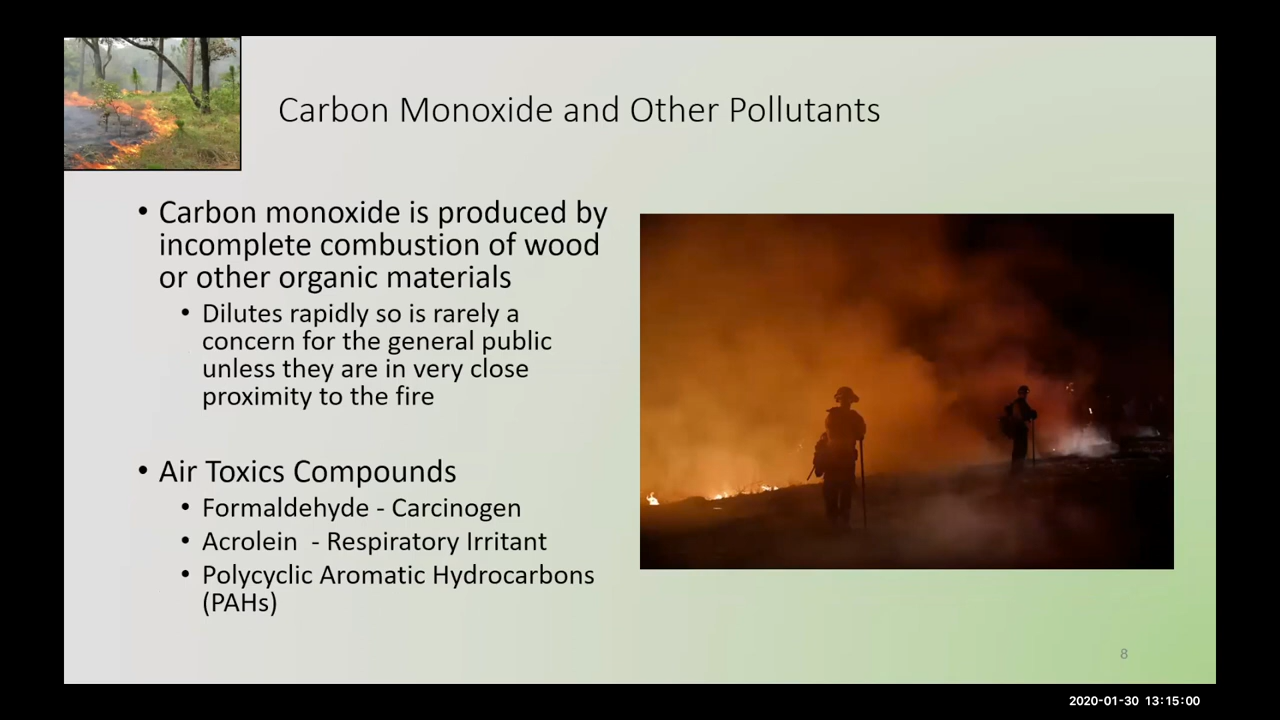 Carbon Monoxide and Other Pollutants
• Carbon monoxide is produced by
incomplete combustion of wood
or other organic materials
• Dilutes rapidly so is rarely a
concern for the general public
unless they are in very close
proximity to the fire
• Air Toxics Compounds
• Formaldehyde - Carcinogen
• Acrolein  - Respiratory Irritant
• Polycyclic Aromatic Hydrocarbons
(PAHs)
8
2020-01-30 13:15:00